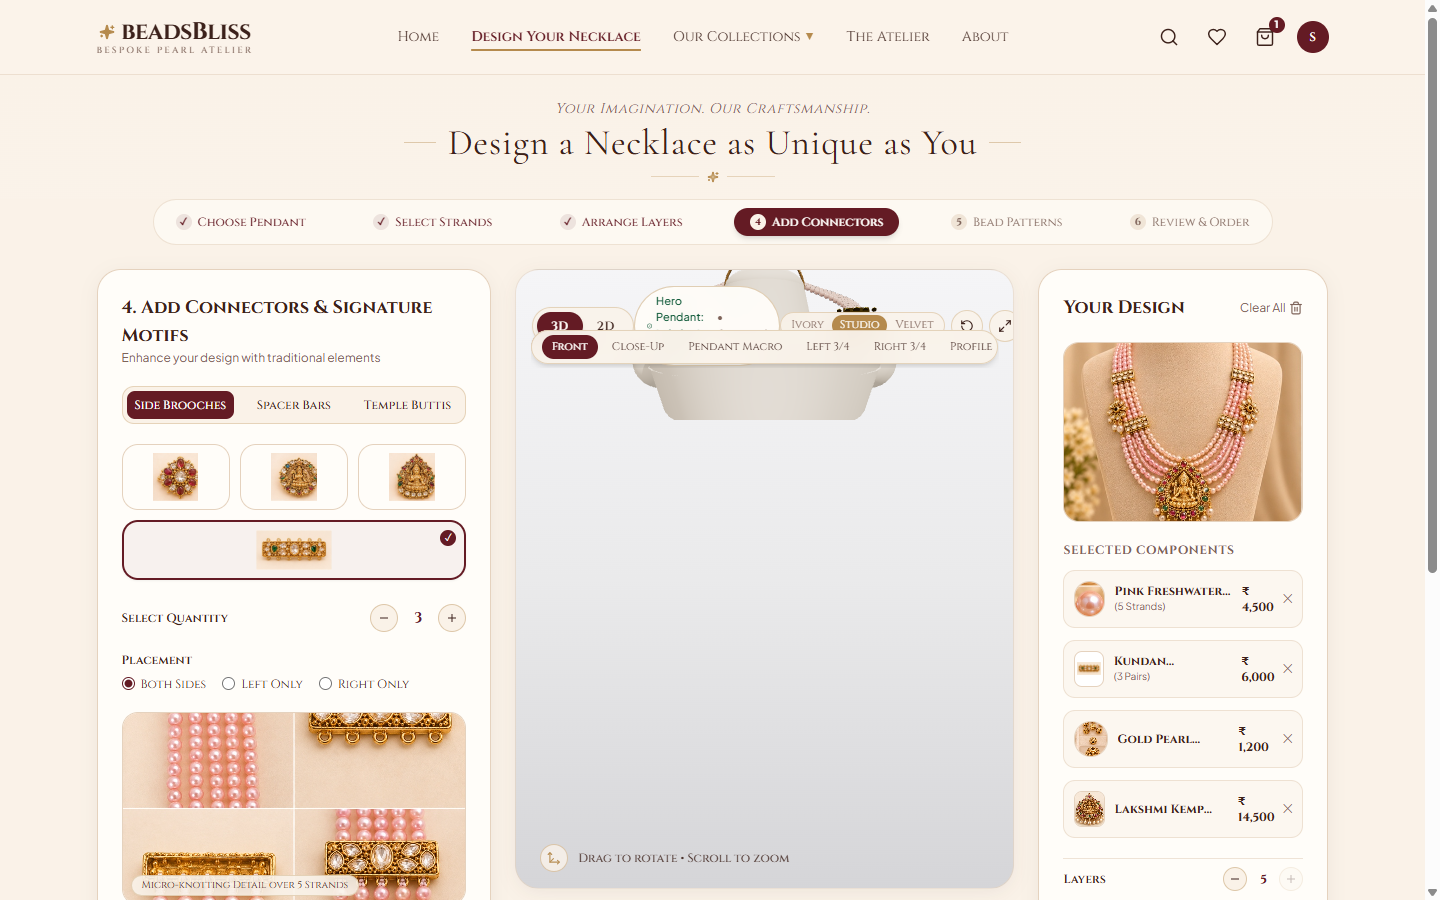 BEADSBLISS
BESPOKE PEARL ATELIER
HOME
DESIGN YOUR NECKLACE
OUR COLLECTIONS ▼
THE ATELIER
ABOUT
1
S
YOUR IMAGINATION. OUR CRAFTSMANSHIP.
Design a Necklace as Unique as You
✓ CHOOSE PENDANT
✓ SELECT STRANDS
✓ ARRANGE LAYERS
4 ADD CONNECTORS
5 BEAD PATTERNS
6 REVIEW & ORDER
4. ADD CONNECTORS & SIGNATURE
MOTIFS
Enhance your design with traditional elements
SIDE BROOCHES
SPACER BARS
TEMPLE BUTTIS
✓
SELECT QUANTITY
− 3 +
PLACEMENT
BOTH SIDES
LEFT ONLY
RIGHT ONLY
MICRO-KNOTTING DETAIL OVER 5 STRANDS
3D
2D
Hero
Pendant:
IVORY
STUDIO
VELVET
FRONT
CLOSE-UP
PENDANT MACRO
LEFT 3/4
RIGHT 3/4
PROFILE
DRAG TO ROTATE • SCROLL TO ZOOM
YOUR DESIGN
Clear All
SELECTED COMPONENTS
PINK FRESHWATER...
(5 Strands)
₹
4,500
KUNDAN...
(3 Pairs)
₹
6,000
GOLD PEARL...
₹
1,200
LAKSHMI KEMP...
₹
14,500
LAYERS
− 5 +